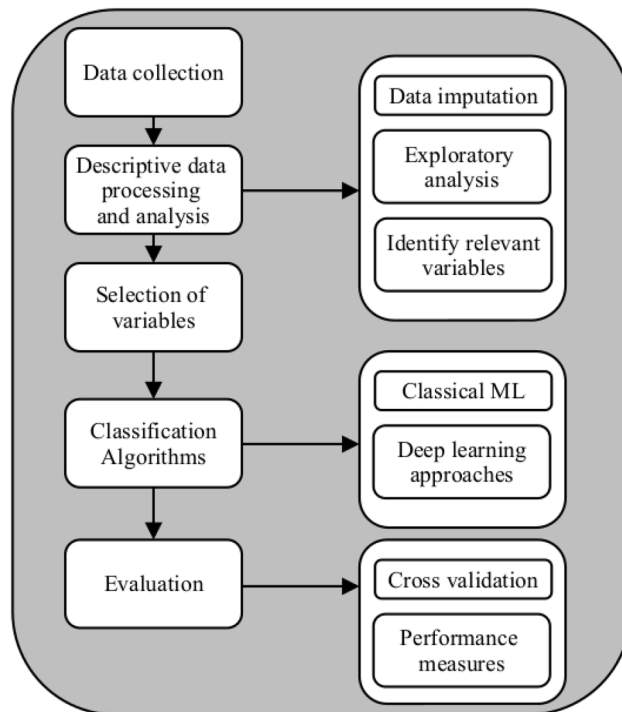 Data collection
Descriptive data
processing
and analysis
Selection of
variables
Classification
Algorithms
Evaluation
Data imputation
Exploratory
analysis
Identify relevant
variables
Classical ML
Deep learning
approaches
Cross validation
Performance
measures